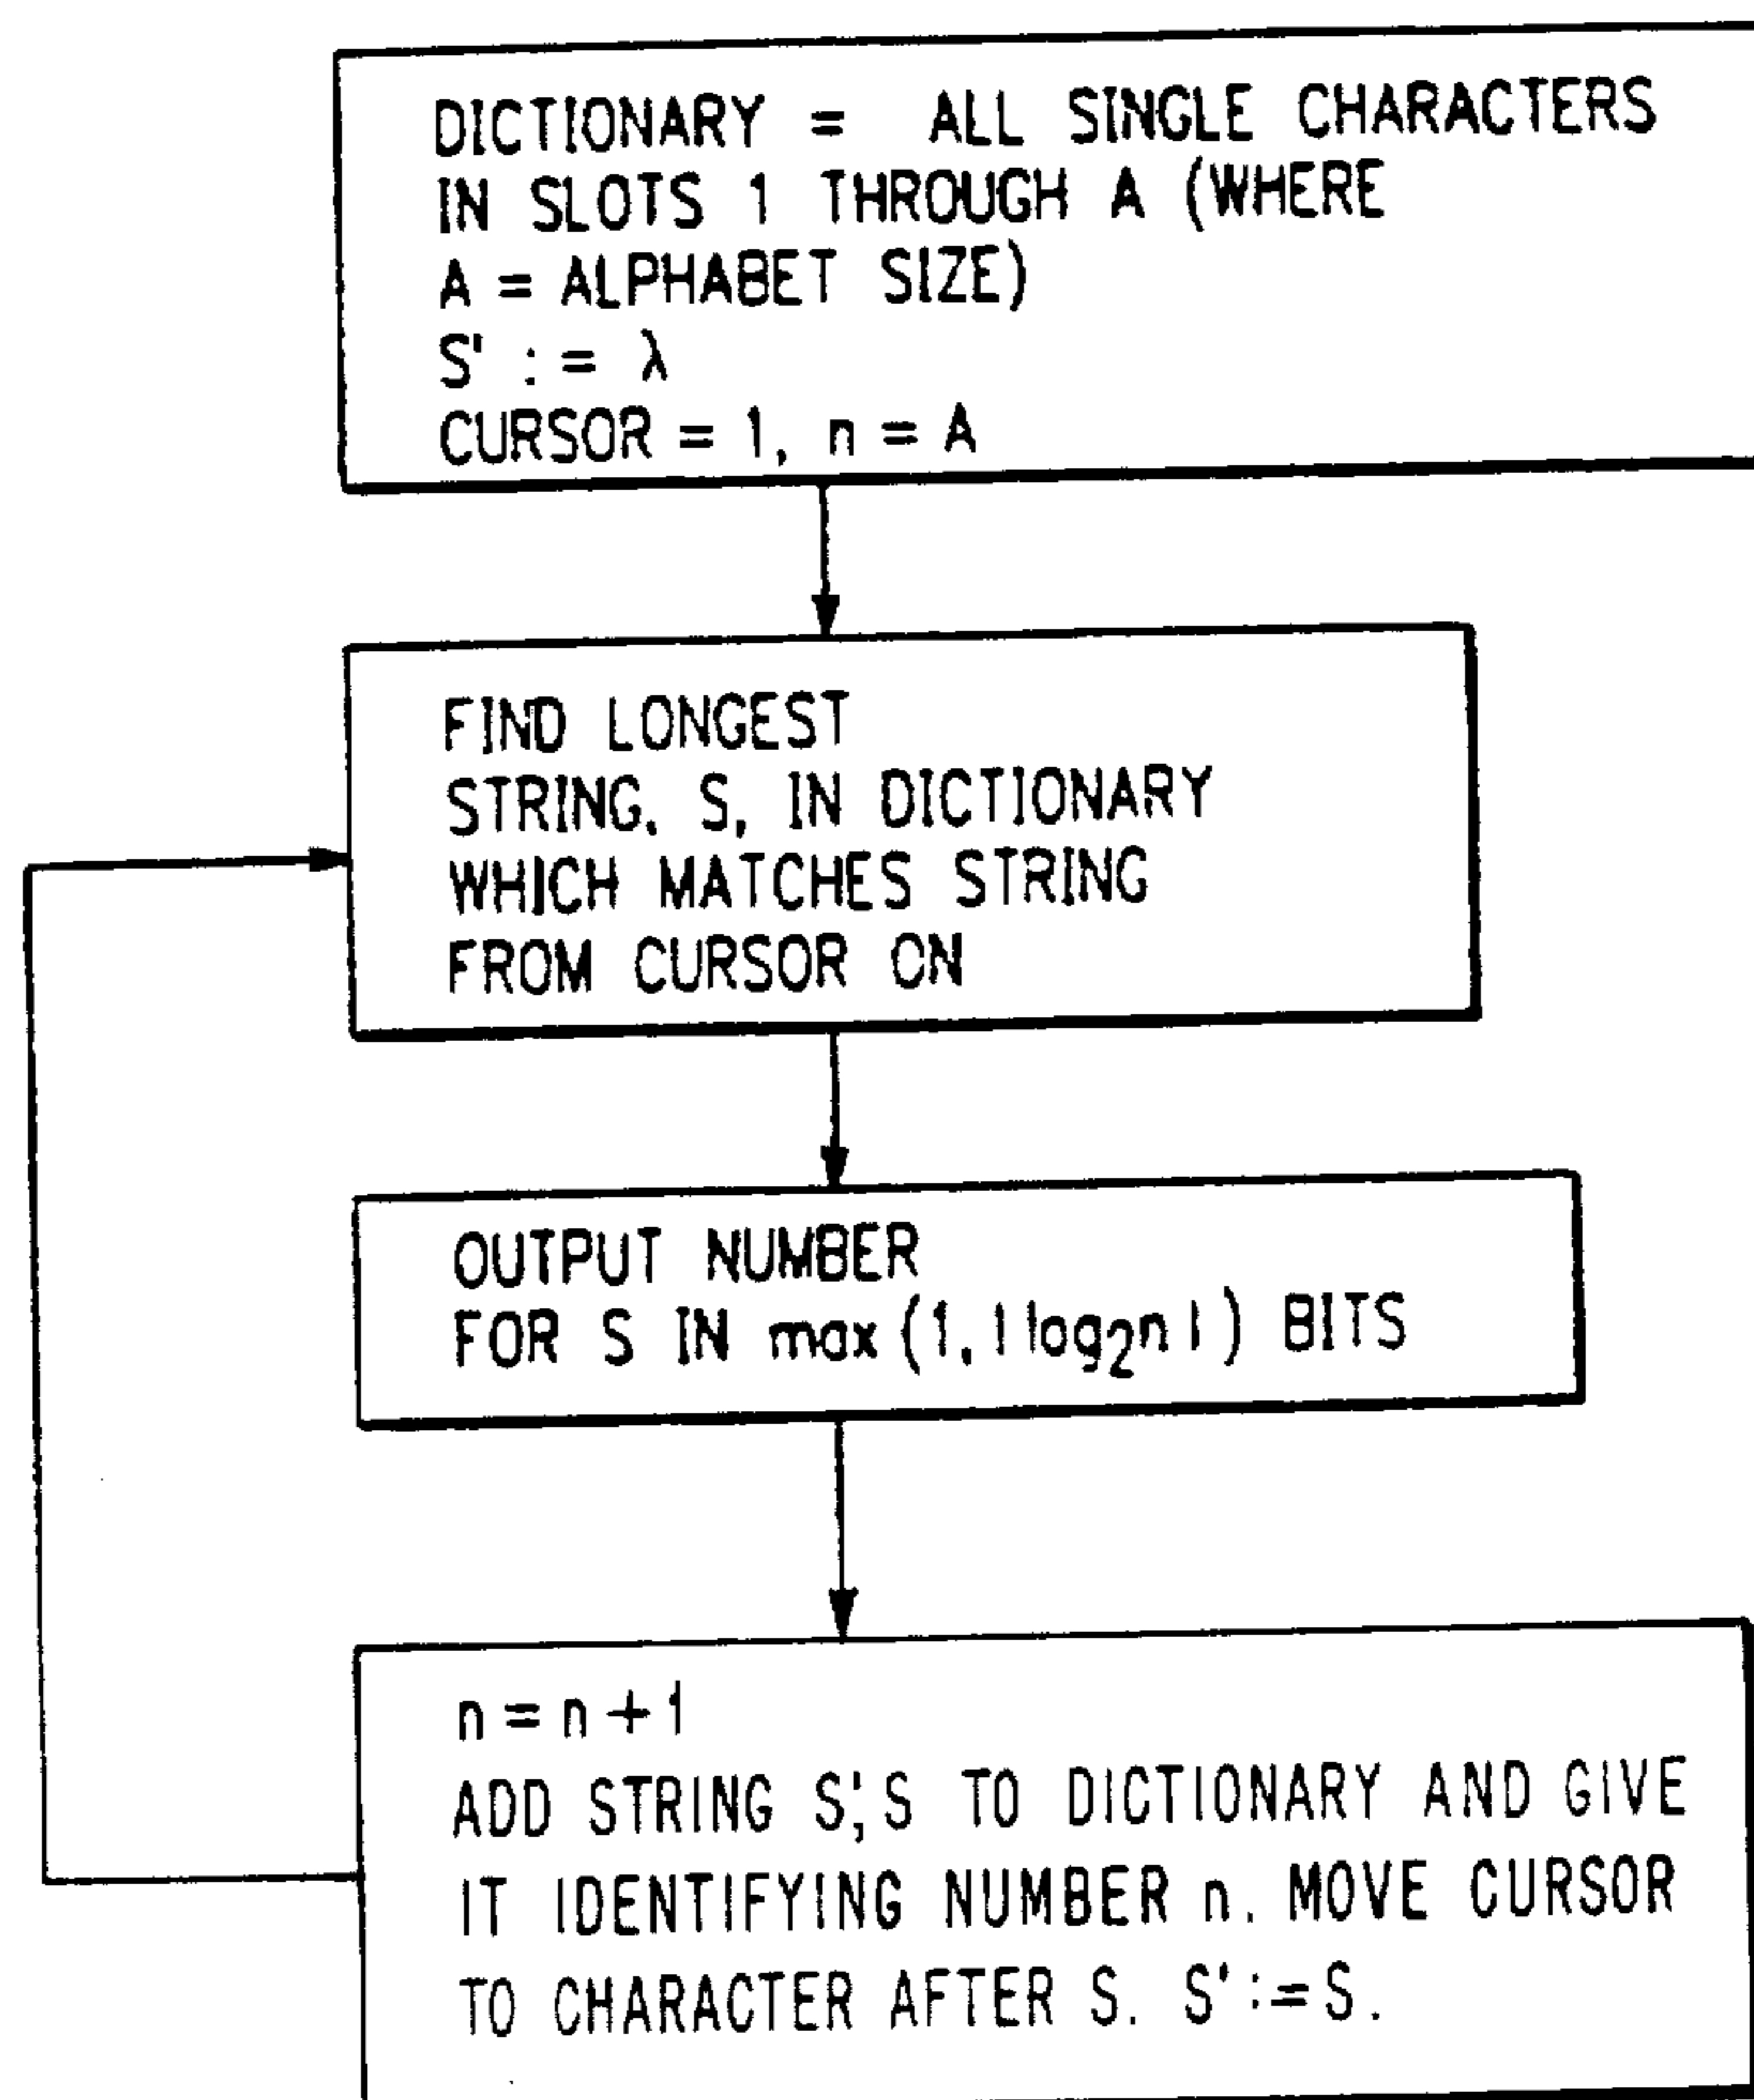 DICTIONARY = ALL SINGLE CHARACTERS
IN SLOTS 1 THROUGH A (WHERE
A = ALPHABET SIZE)
S' := λ
CURSOR = 1, n = A
FIND LONGEST
STRING, S, IN DICTIONARY
WHICH MATCHES STRING
FROM CURSOR ON
OUTPUT NUMBER
FOR S IN max(1, ⌈log₂n⌉) BITS
n = n + 1
ADD STRING S',S TO DICTIONARY AND GIVE
IT IDENTIFYING NUMBER n. MOVE CURSOR
TO CHARACTER AFTER S. S' := S.